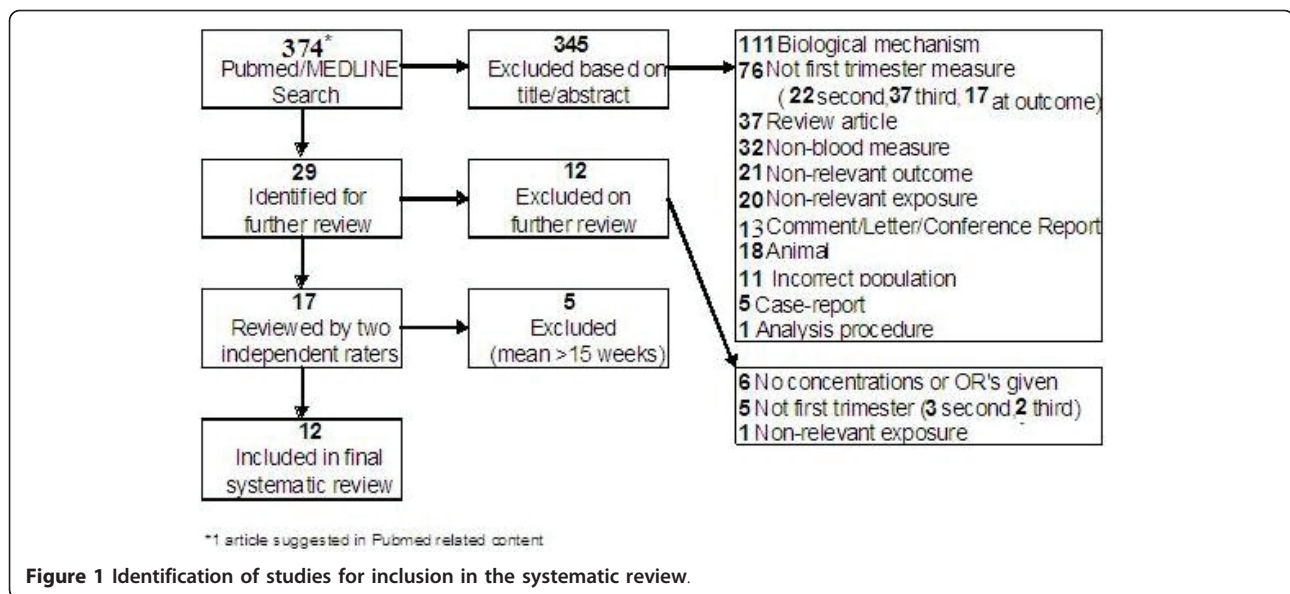 374*
Pubmed/MEDLINE
Search
345
Excluded based on
title/abstract
111 Biological mechanism
76 Not first trimester measure
( 22 second, 37 third, 17 at outcome)
37 Review article
32 Non-blood measure
21 Non-relevant outcome
20 Non-relevant exposure
13 Comment/Letter/Conference Report
18 Animal
11 Incorrect population
5 Case-report
1 Analysis procedure
29
Identified for
further review
12
Excluded on
further review
17
Reviewed by two
independent raters
5
Excluded
(mean >15 weeks)
6 No concentrations or OR's given
5 Not first trimester (3 second, 2 third)
1 Non-relevant exposure
12
Included in final
systematic review
*1 article suggested in Pubmed related content
Figure 1 Identification of studies for inclusion in the systematic review.